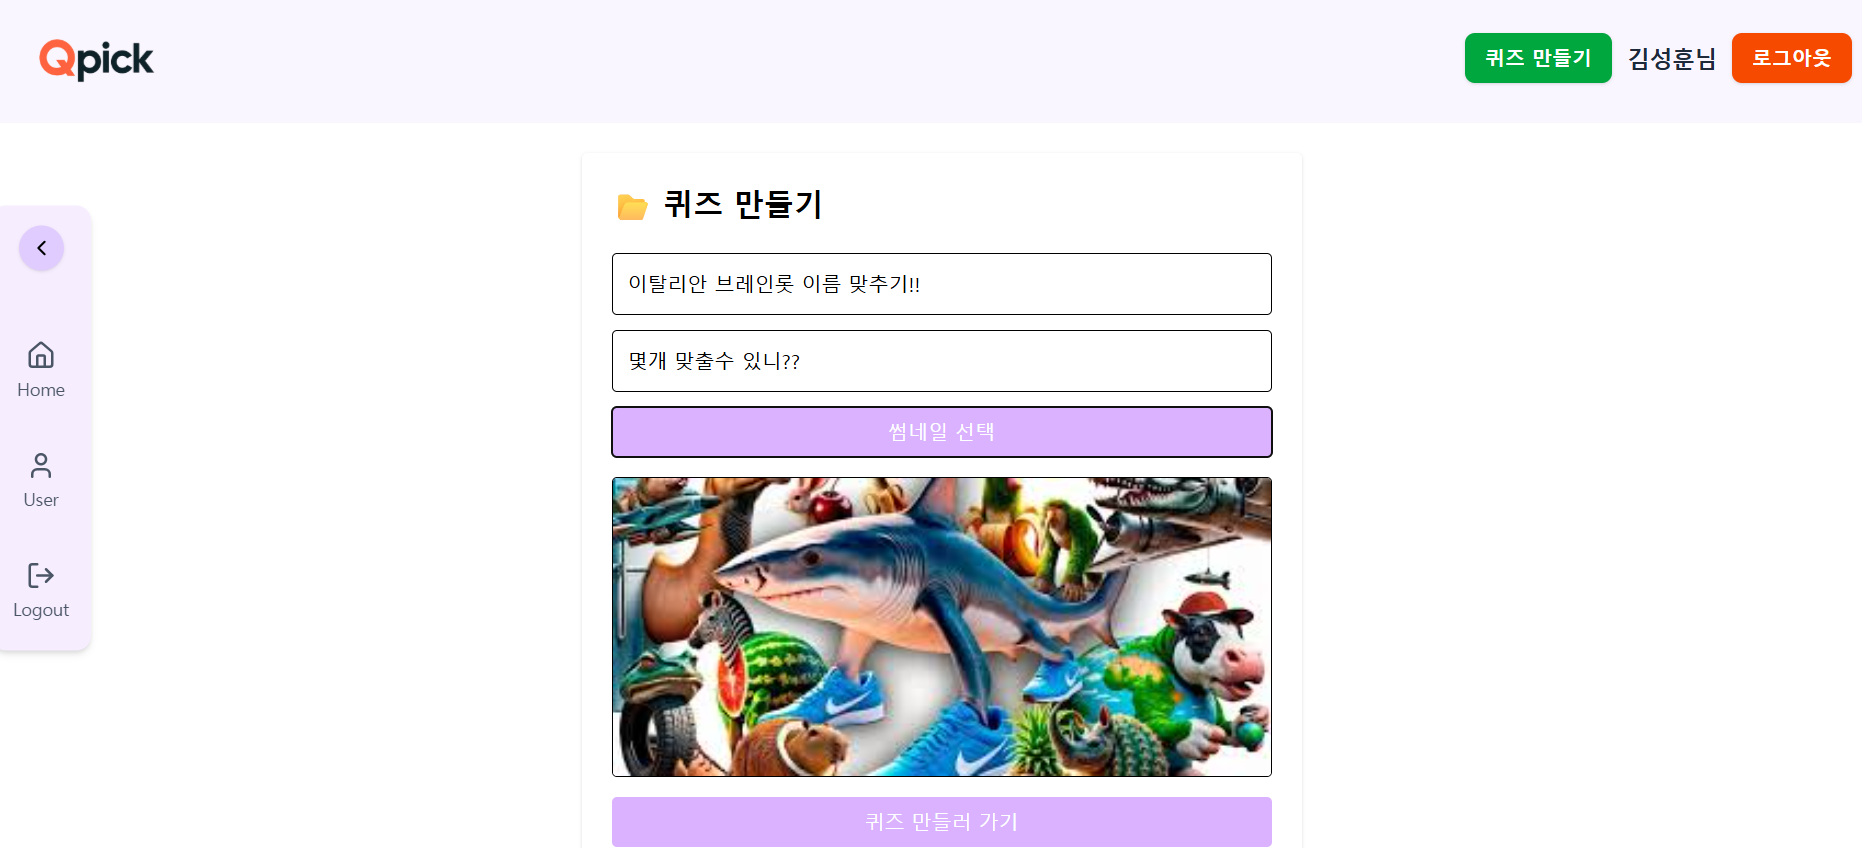 Qpick
퀴즈 만들기
김성훈님
로그아웃
퀴즈 만들기
이탈리안 브레인롯 이름 맞추기!!
몇개 맞출수 있니??
썸네일 선택
퀴즈 만들러 가기
Home
User
Logout